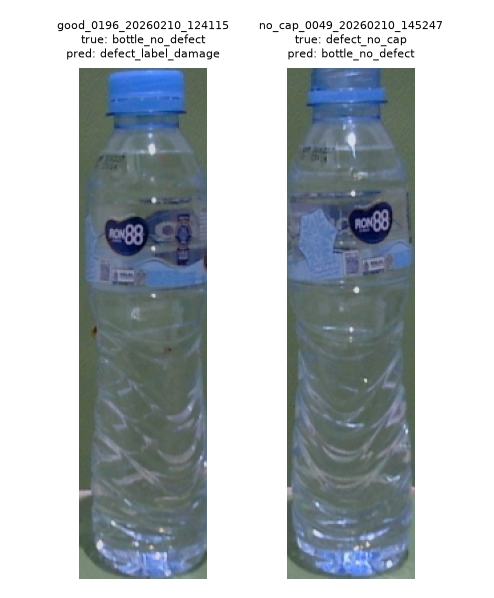 good_0196_20260210_124115
true: bottle_no_defect
pred: defect_label_damage
no_cap_0049_20260210_145247
true: defect_no_cap
pred: bottle_no_defect
RON88
RON88